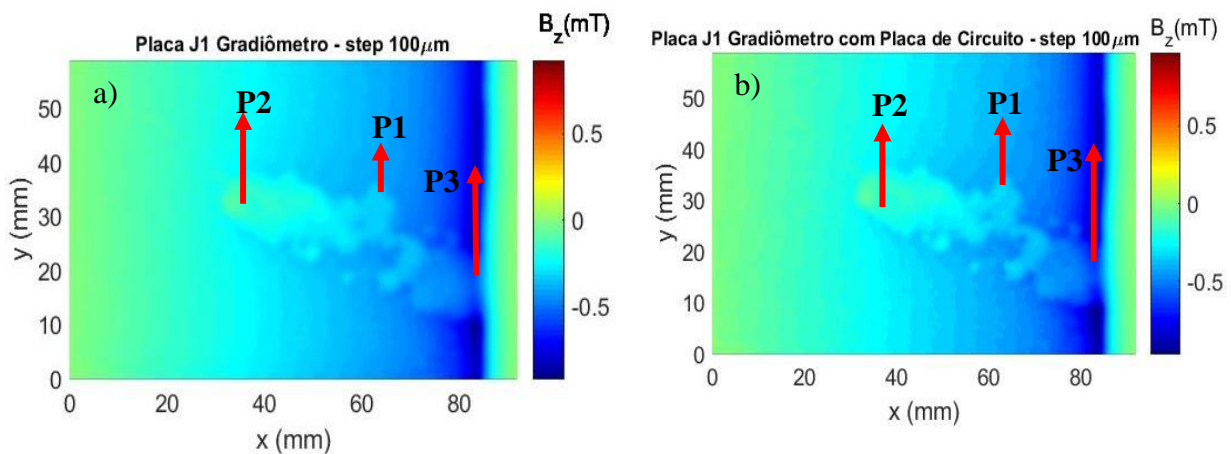 B_z(mT)
Placa J1 Gradiômetro - step 100μm
a)
P2
P1
P3
50
40
30
20
10
0
y (mm)
0
20
40
60
80
x (mm)
0.5
0
-0.5
B_z(mT)
Placa J1 Gradiômetro com Placa de Circuito - step 100μm
b)
P2
P1
P3
50
40
30
20
10
0
y (mm)
0
20
40
60
80
x (mm)
0.5
0
-0.5